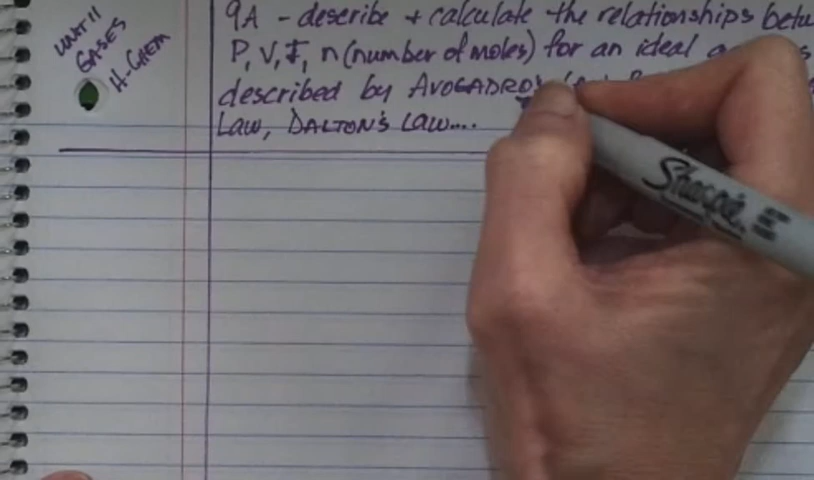 UNIT 11
GASES
H-CHEM
9A - describe + calculate the relationships betw
P, V, T, n (number of moles) for an ideal
described by AVOGADRO's
Law, DALTON'S Law....
Sharpie